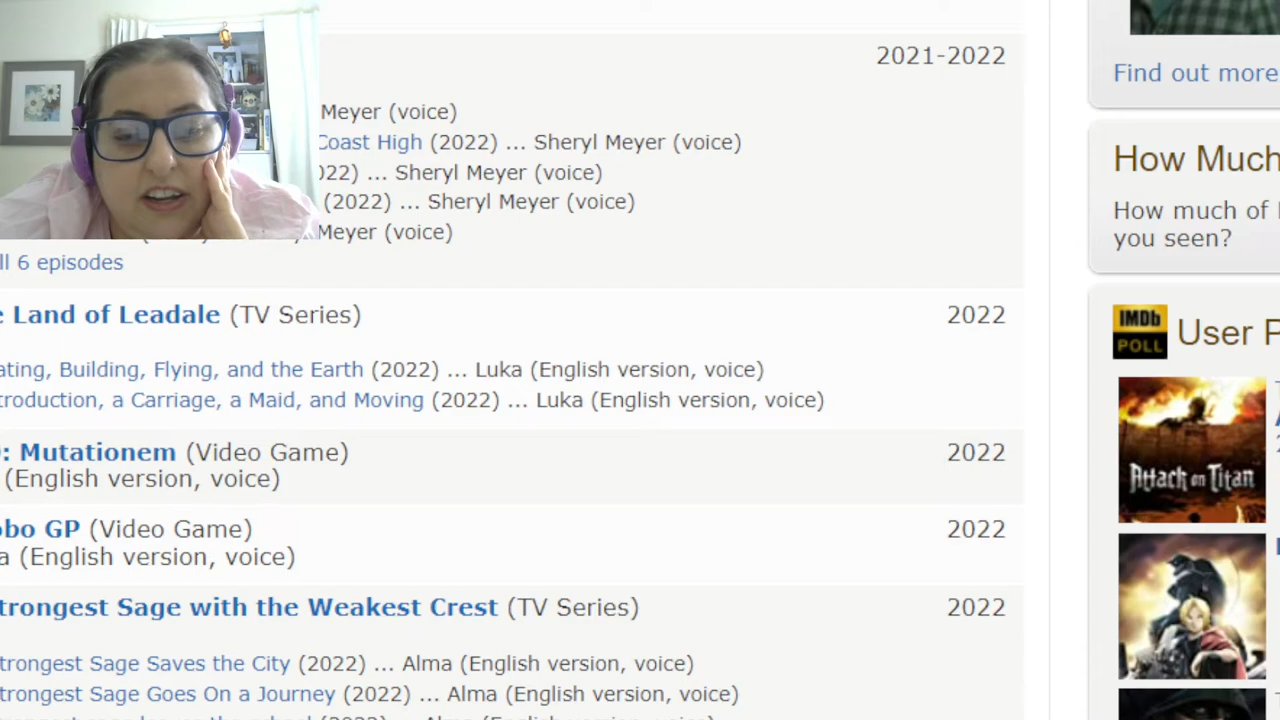 2021-2022
Meyer (voice)
Coast High (2022) ... Sheryl Meyer (voice)
022) ... Sheryl Meyer (voice)
(2022) ... Sheryl Meyer (voice)
Meyer (voice)
ll 6 episodes
e Land of Leadale (TV Series) 2022
ating, Building, Flying, and the Earth (2022) ... Luka (English version, voice)
troduction, a Carriage, a Maid, and Moving (2022) ... Luka (English version, voice)
: Mutationem (Video Game) 2022
(English version, voice)
obo GP (Video Game) 2022
a (English version, voice)
trongest Sage with the Weakest Crest (TV Series) 2022
trongest Sage Saves the City (2022) ... Alma (English version, voice)
trongest Sage Goes On a Journey (2022) ... Alma (English version, voice)
Find out more
How Much
How much of
you seen?
IMDb
POLL
User P
Attack on Titan